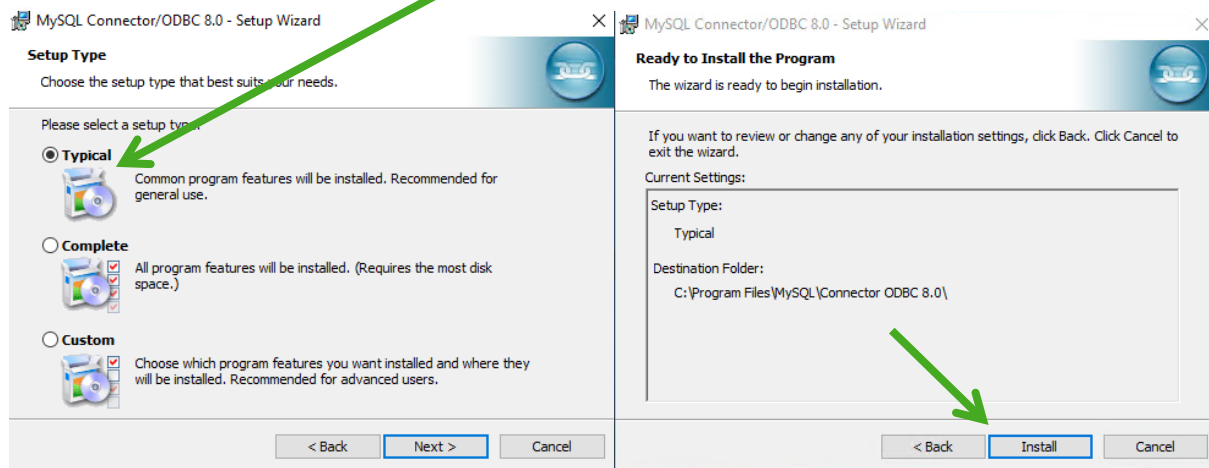 MySQL Connector/ODBC 8.0 - Setup Wizard
Setup Type
Choose the setup type that best suits your needs.
Please select a setup type.
Typical
Common program features will be installed. Recommended for
general use.
Complete
All program features will be installed. (Requires the most disk
space.)
Custom
Choose which program features you want installed and where they
will be installed. Recommended for advanced users.
< Back
Next >
Cancel
MySQL Connector/ODBC 8.0 - Setup Wizard
Ready to Install the Program
The wizard is ready to begin installation.
If you want to review or change any of your installation settings, click Back. Click Cancel to
exit the wizard.
Current Settings:
Setup Type:
Typical
Destination Folder:
C:\Program Files\MySQL\Connector ODBC 8.0\
< Back
Install
Cancel